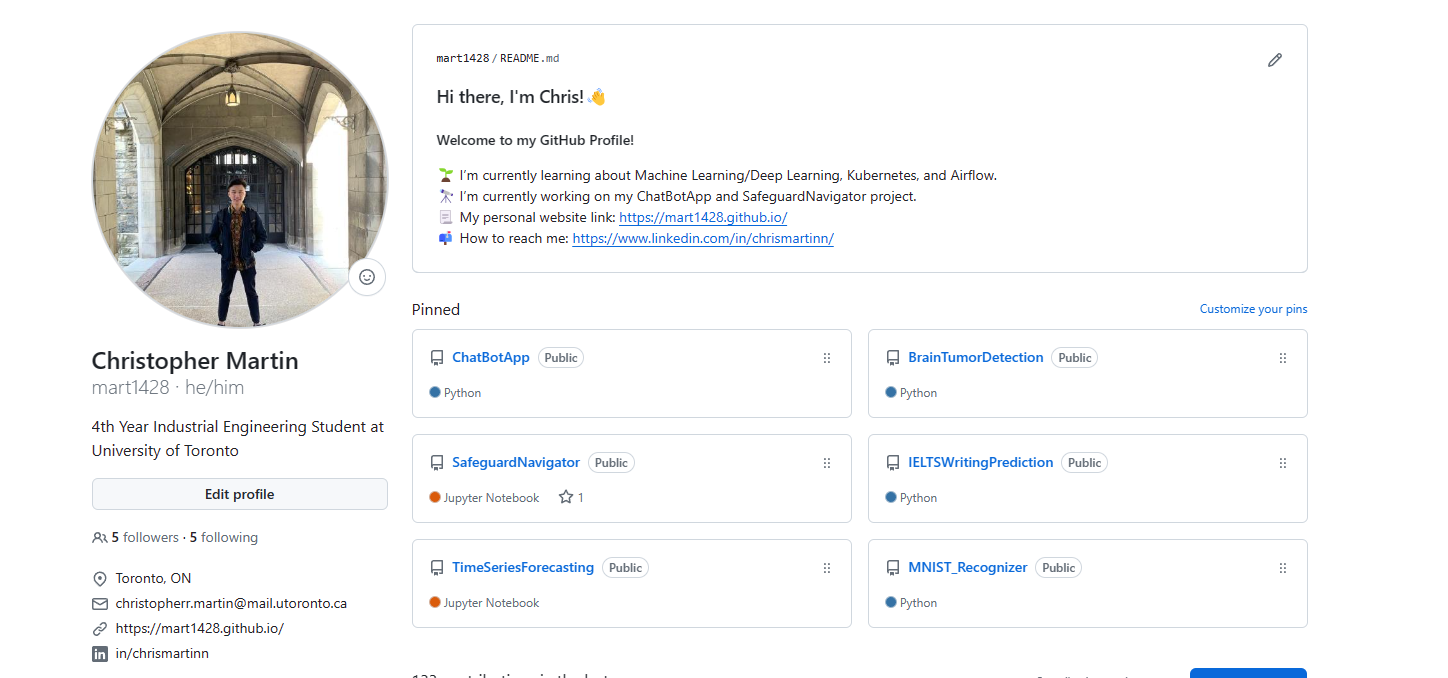 mart1428/README.md
Hi there, I'm Chris! 👋
Welcome to my GitHub Profile!
🌱 I'm currently learning about Machine Learning/Deep Learning, Kubernetes, and Airflow.
🔭 I'm currently working on my ChatBotApp and SafeguardNavigator project.
📃 My personal website link: https://mart1428.github.io/
📫 How to reach me: https://www.linkedin.com/in/chrismartinn/
Christopher Martin
mart1428 · he/him
4th Year Industrial Engineering Student at
University of Toronto
Edit profile
5 followers · 5 following
Toronto, ON
christopherr.martin@mail.utoronto.ca
https://mart1428.github.io/
in/chrismartinn
Pinned
Customize your pins
ChatBotApp Public
Python
BrainTumorDetection Public
Python
SafeguardNavigator Public
Jupyter Notebook 1
IELTSWritingPrediction Public
Python
TimeSeriesForecasting Public
Jupyter Notebook
MNIST_Recognizer Public
Python